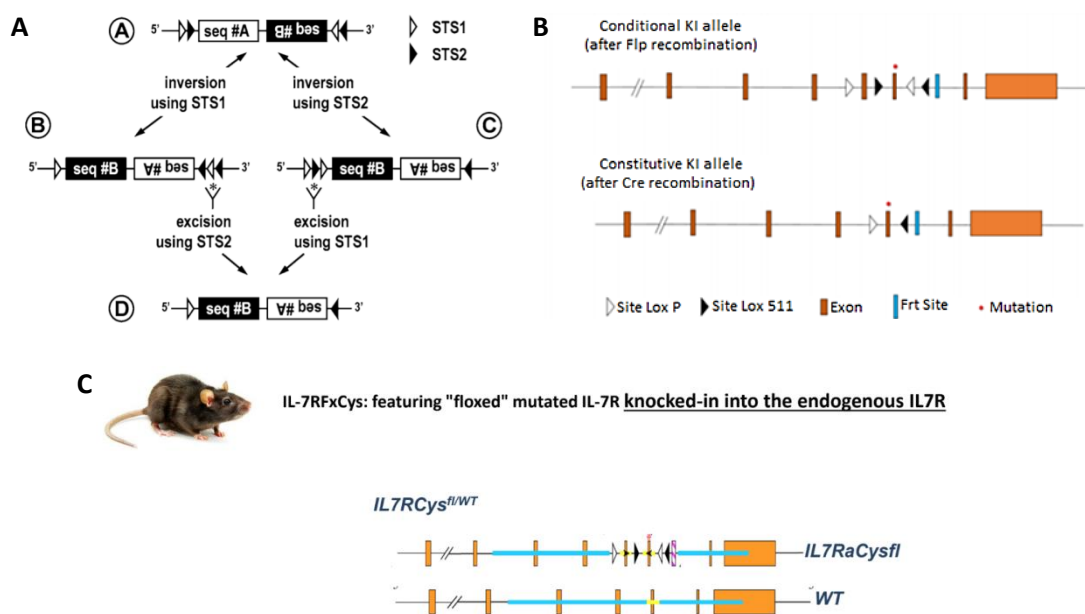 A
A
5'
seq #A
seq #B
3'
STS1
STS2
inversion
using STS1
inversion
using STS2
B
C
5'
seq #B
seq #A
3'
5'
seq #B
seq #A
3'
*
*
excision
using STS2
excision
using STS1
D
5'
seq #B
seq #A
3'
B
Conditional KI allele
(after Flp recombination)
//
Constitutive KI allele
(after Cre recombination)
//
Site Lox P
Site Lox 511
Exon
Frt Site
Mutation
C
IL-7RFxCys: featuring "floxed" mutated IL-7R knocked-in into the endogenous IL7R
IL7RCysfl/WT
//
IL7RaCysfl
//
WT